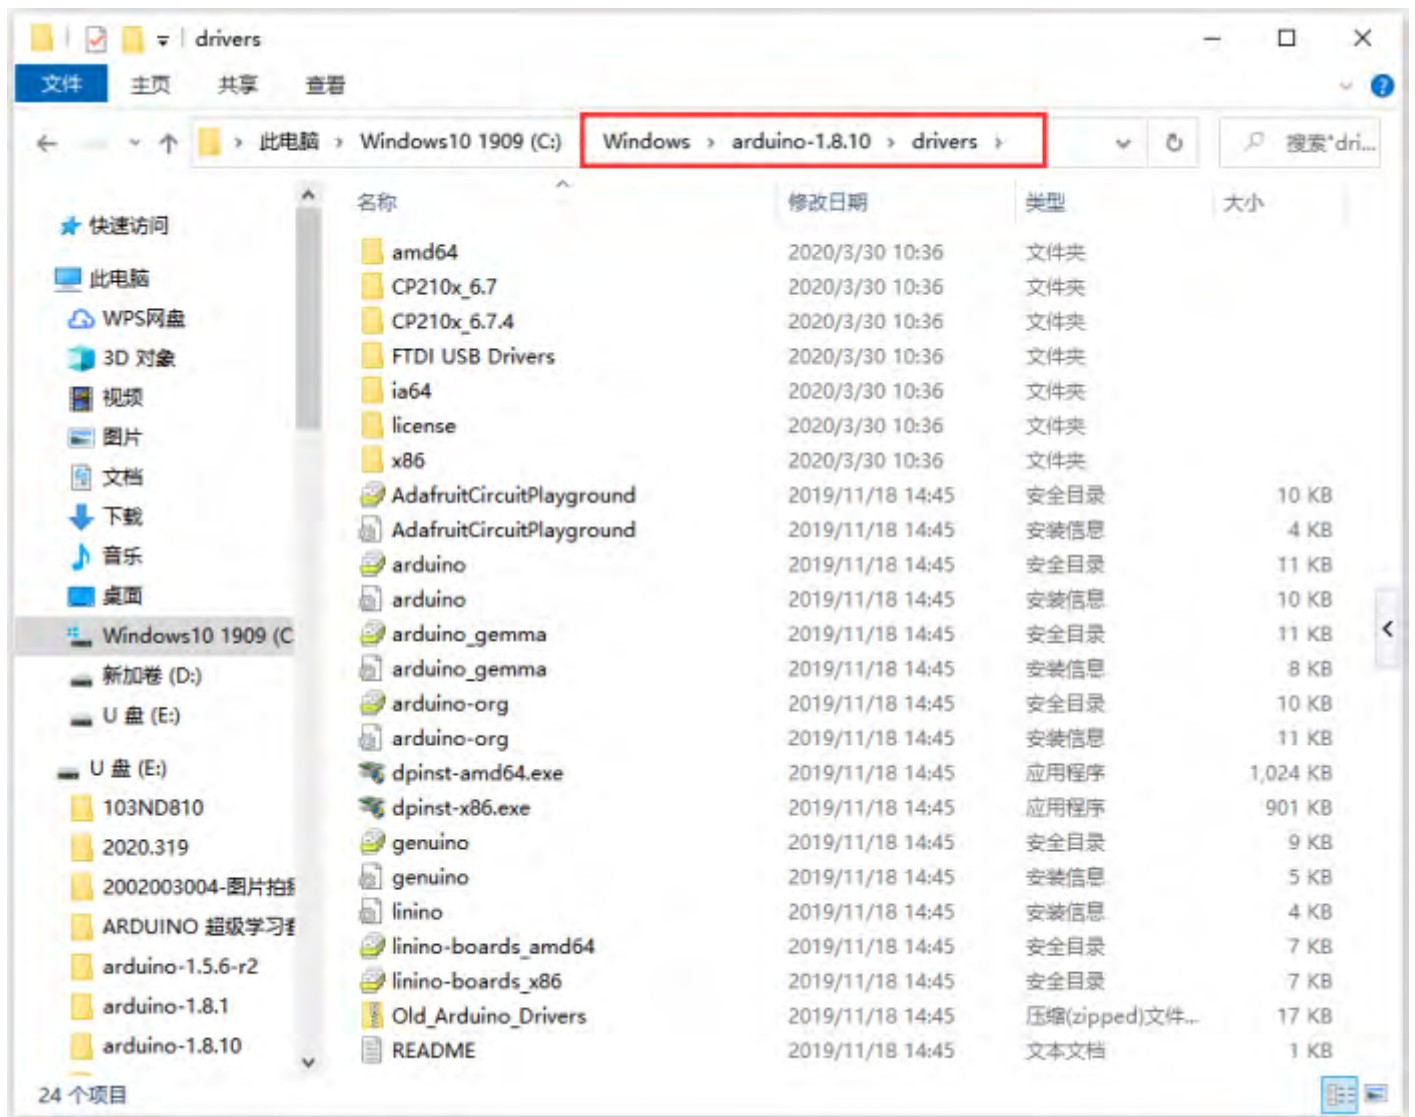 drivers
文件 主页 共享 查看
此电脑 > Windows10 1909 (C:) Windows > arduino-1.8.10 > drivers > 搜索"dri...
名称 修改日期 类型 大小
快速访问
此电脑
WPS网盘
3D 对象
视频
图片
文档
下载
音乐
桌面
Windows10 1909 (C
新加卷 (D:)
U 盘 (E:)
U 盘 (E:)
103ND810
2020.319
2002003004-图片拍摄
ARDUINO 超级学习套
arduino-1.5.6-r2
arduino-1.8.1
arduino-1.8.10
amd64 2020/3/30 10:36 文件夹
CP210x_6.7 2020/3/30 10:36 文件夹
CP210x_6.7.4 2020/3/30 10:36 文件夹
FTDI USB Drivers 2020/3/30 10:36 文件夹
ia64 2020/3/30 10:36 文件夹
license 2020/3/30 10:36 文件夹
x86 2020/3/30 10:36 文件夹
AdafruitCircuitPlayground 2019/11/18 14:45 安全目录 10 KB
AdafruitCircuitPlayground 2019/11/18 14:45 安装信息 4 KB
arduino 2019/11/18 14:45 安全目录 11 KB
arduino 2019/11/18 14:45 安装信息 10 KB
arduino_gemma 2019/11/18 14:45 安全目录 11 KB
arduino_gemma 2019/11/18 14:45 安装信息 8 KB
arduino-org 2019/11/18 14:45 安全目录 10 KB
arduino-org 2019/11/18 14:45 安装信息 11 KB
dpinst-amd64.exe 2019/11/18 14:45 应用程序 1,024 KB
dpinst-x86.exe 2019/11/18 14:45 应用程序 901 KB
genuino 2019/11/18 14:45 安全目录 9 KB
genuino 2019/11/18 14:45 安装信息 5 KB
linino 2019/11/18 14:45 安装信息 4 KB
linino-boards_amd64 2019/11/18 14:45 安全目录 7 KB
linino-boards_x86 2019/11/18 14:45 安全目录 7 KB
Old_Arduino_Drivers 2019/11/18 14:45 压缩(zipped)文件... 17 KB
README 2019/11/18 14:45 文本文档 1 KB
24 个项目